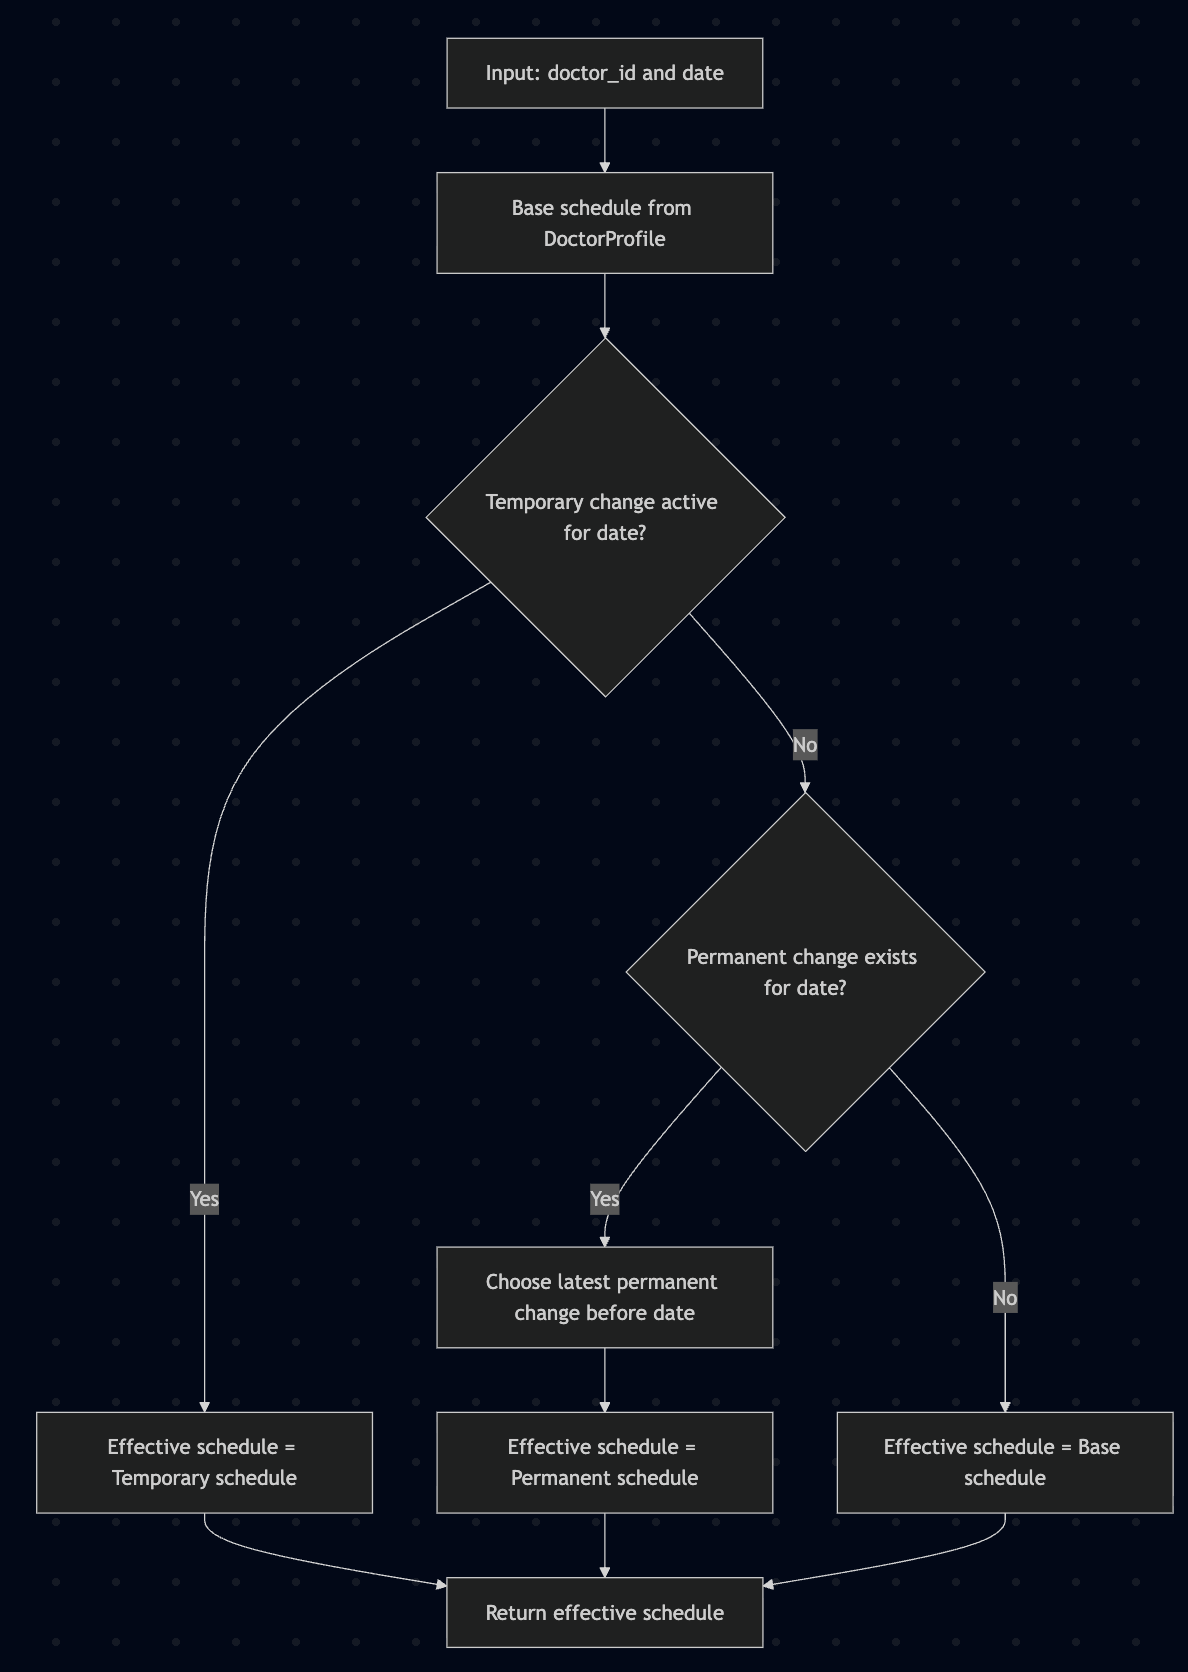 Input: doctor_id and date
Base schedule from
DoctorProfile
Temporary change active
for date?
No
Permanent change exists
for date?
Yes
Yes
Choose latest permanent
change before date
No
Effective schedule =
Temporary schedule
Effective schedule =
Permanent schedule
Effective schedule = Base
schedule
Return effective schedule